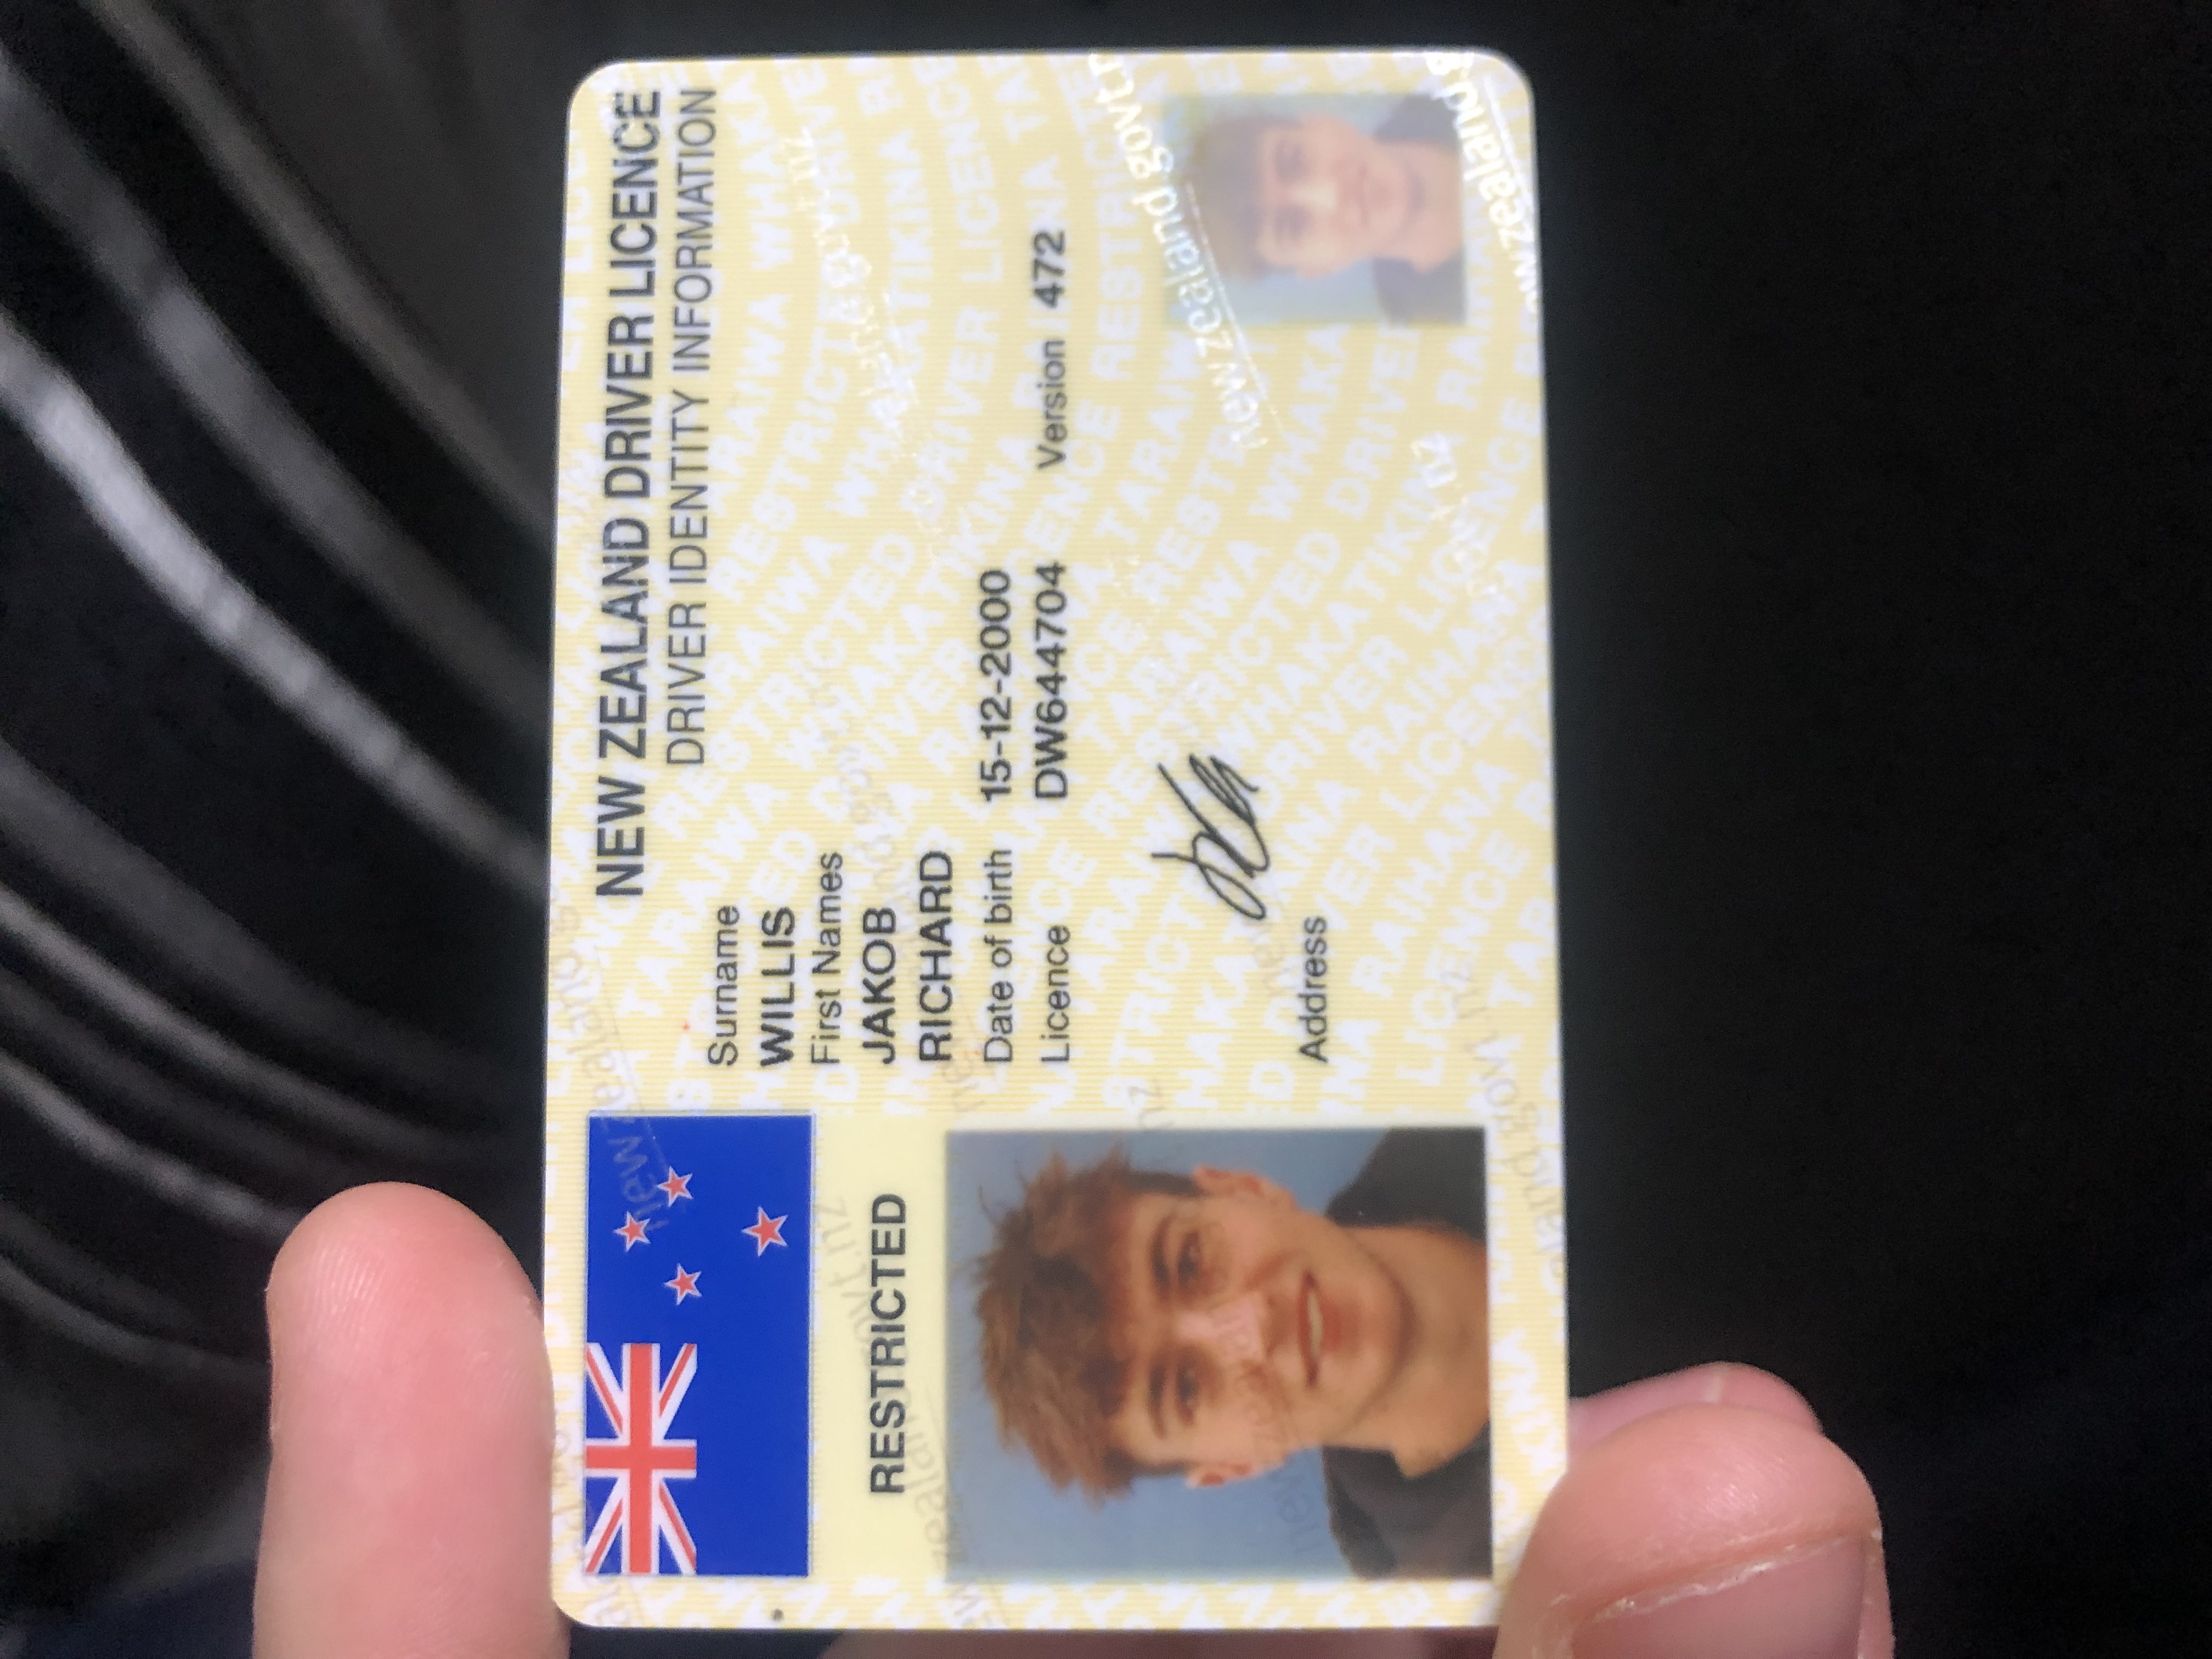 NEW ZEALAND DRIVER LICENCE
DRIVER IDENTITY INFORMATION
Surname
WILLIS
First Names
JAKOB
RICHARD
Date of birth 15-12-2000
Licence DW644704 Version 472
Address
RESTRICTED
newzealand.govt.nz